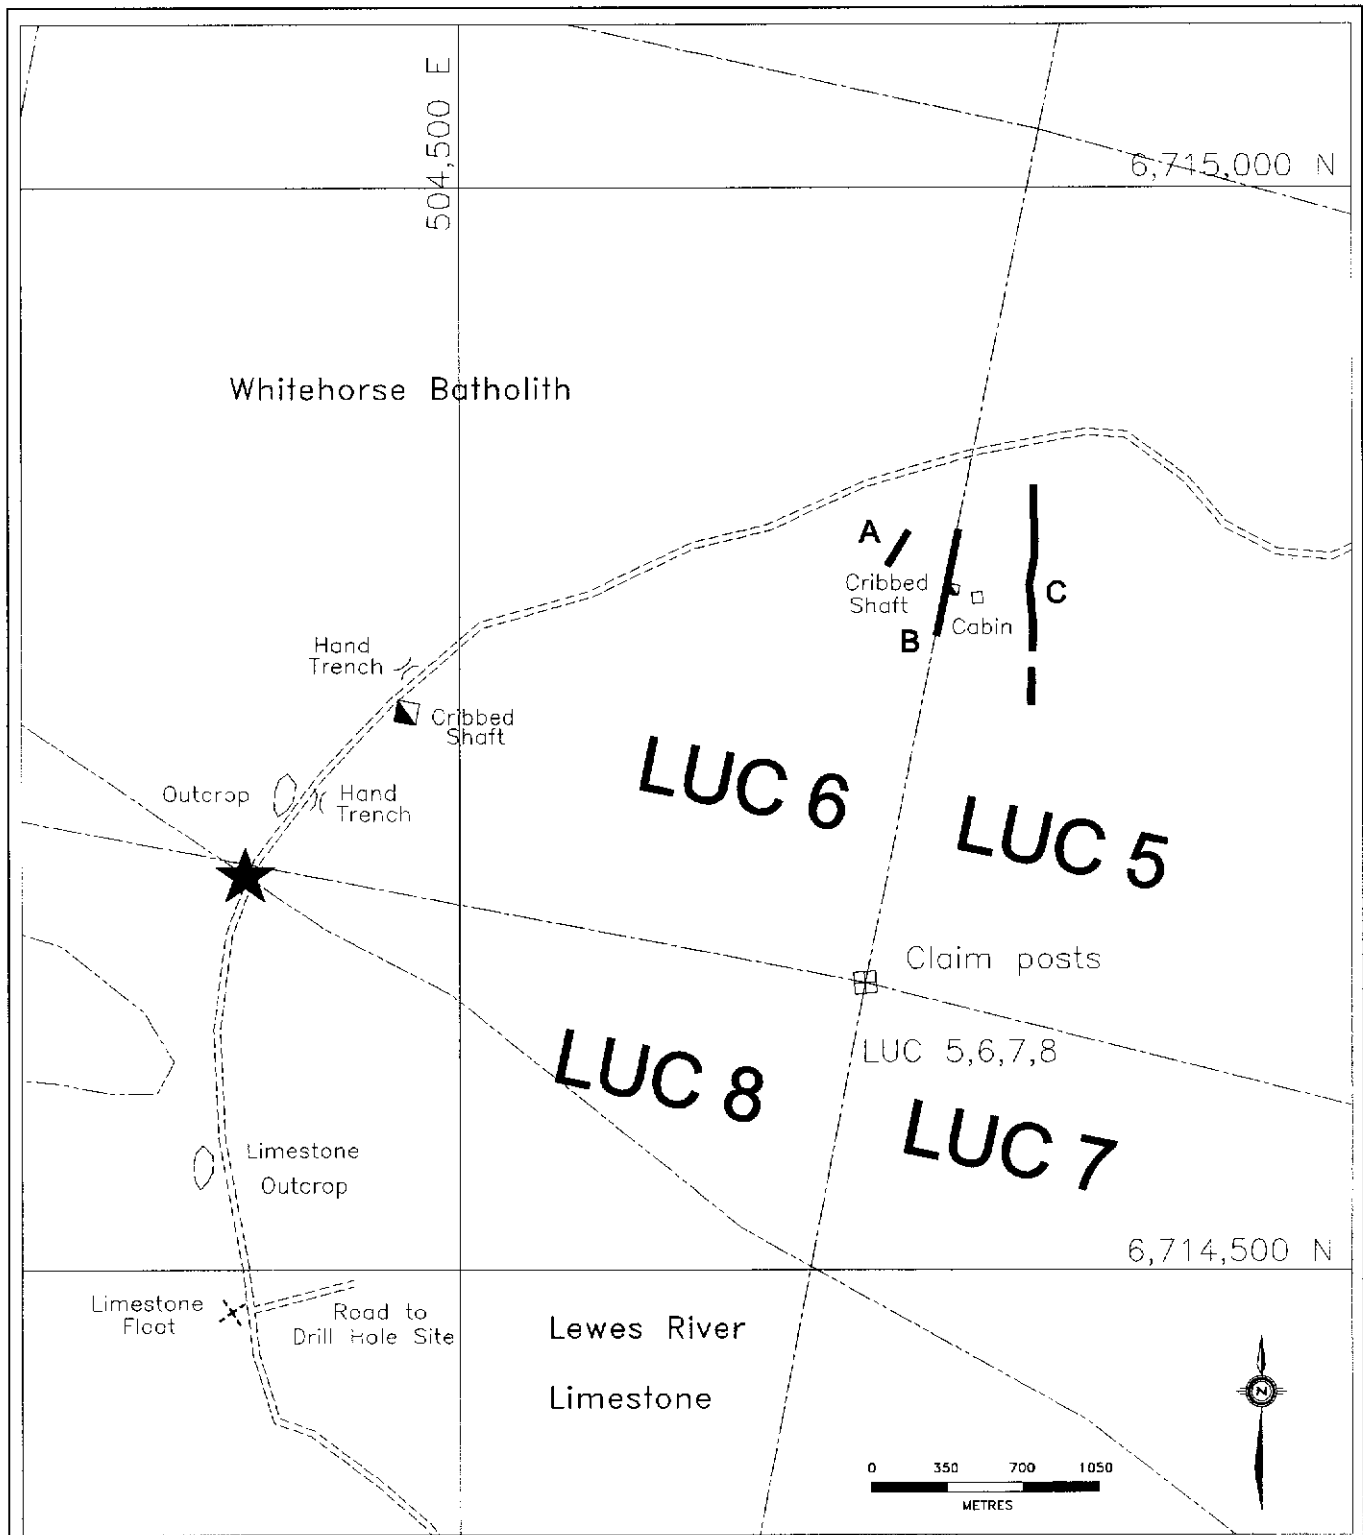 504,500 E
6,715,000 N
Whitehorse Batholith
A
Cribbed
Shaft
C
B
Cabin
Hand
Trench
Cribbed
Shaft
LUC 6
LUC 5
Outcrop
Hand
Trench
Claim posts
LUC 8
LUC 5,6,7,8
LUC 7
Limestone
Outcrop
6,714,500 N
Limestone
Float
Road to
Drill Hole Site
Lewes River
Limestone
N
0 350 700 1050
METRES